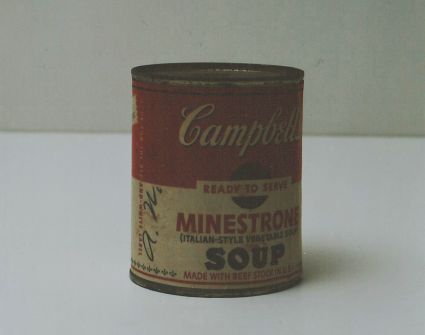 Campbell
READY TO SERVE
MINESTRONE
(ITALIAN-STYLE VEGETABLE SOUP)
SOUP
MADE WITH BEEF STOCK IN U.S.A.